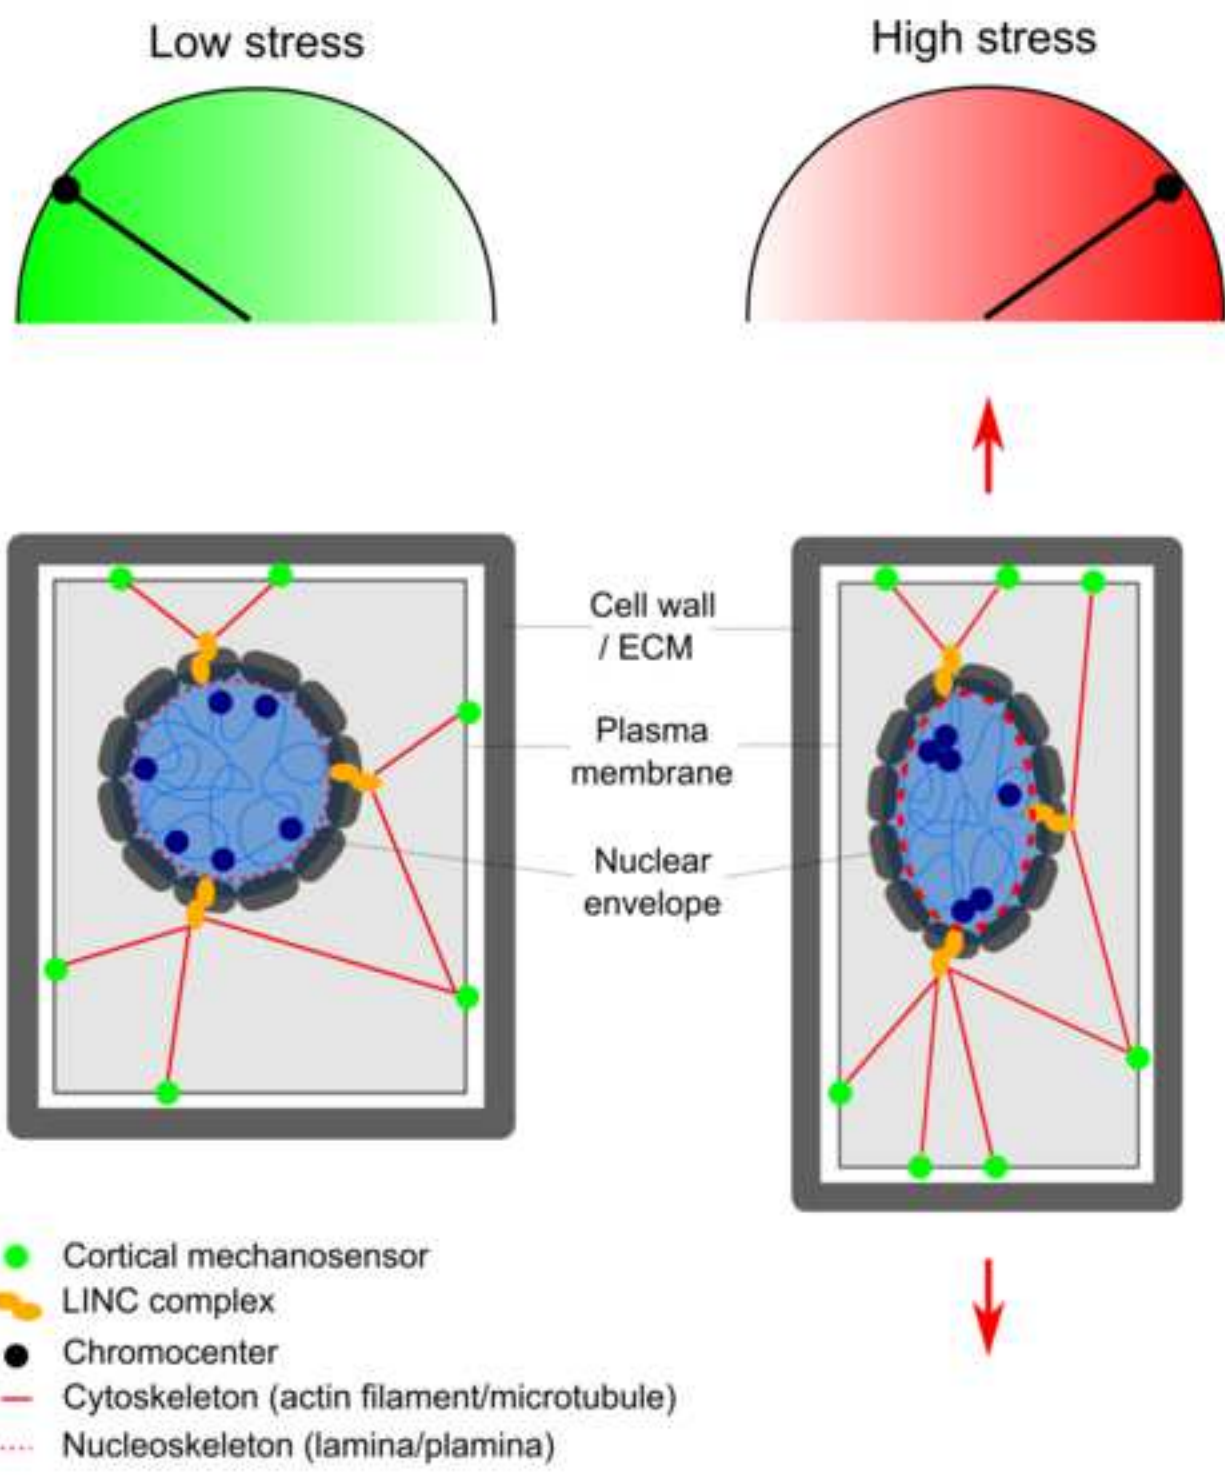 Low stress
High stress
Cell wall
/ ECM
Plasma
membrane
Nuclear
envelope
Cortical mechanosensor
LINC complex
Chromocenter
Cytoskeleton (actin filament/microtubule)
Nucleoskeleton (lamina/plamina)